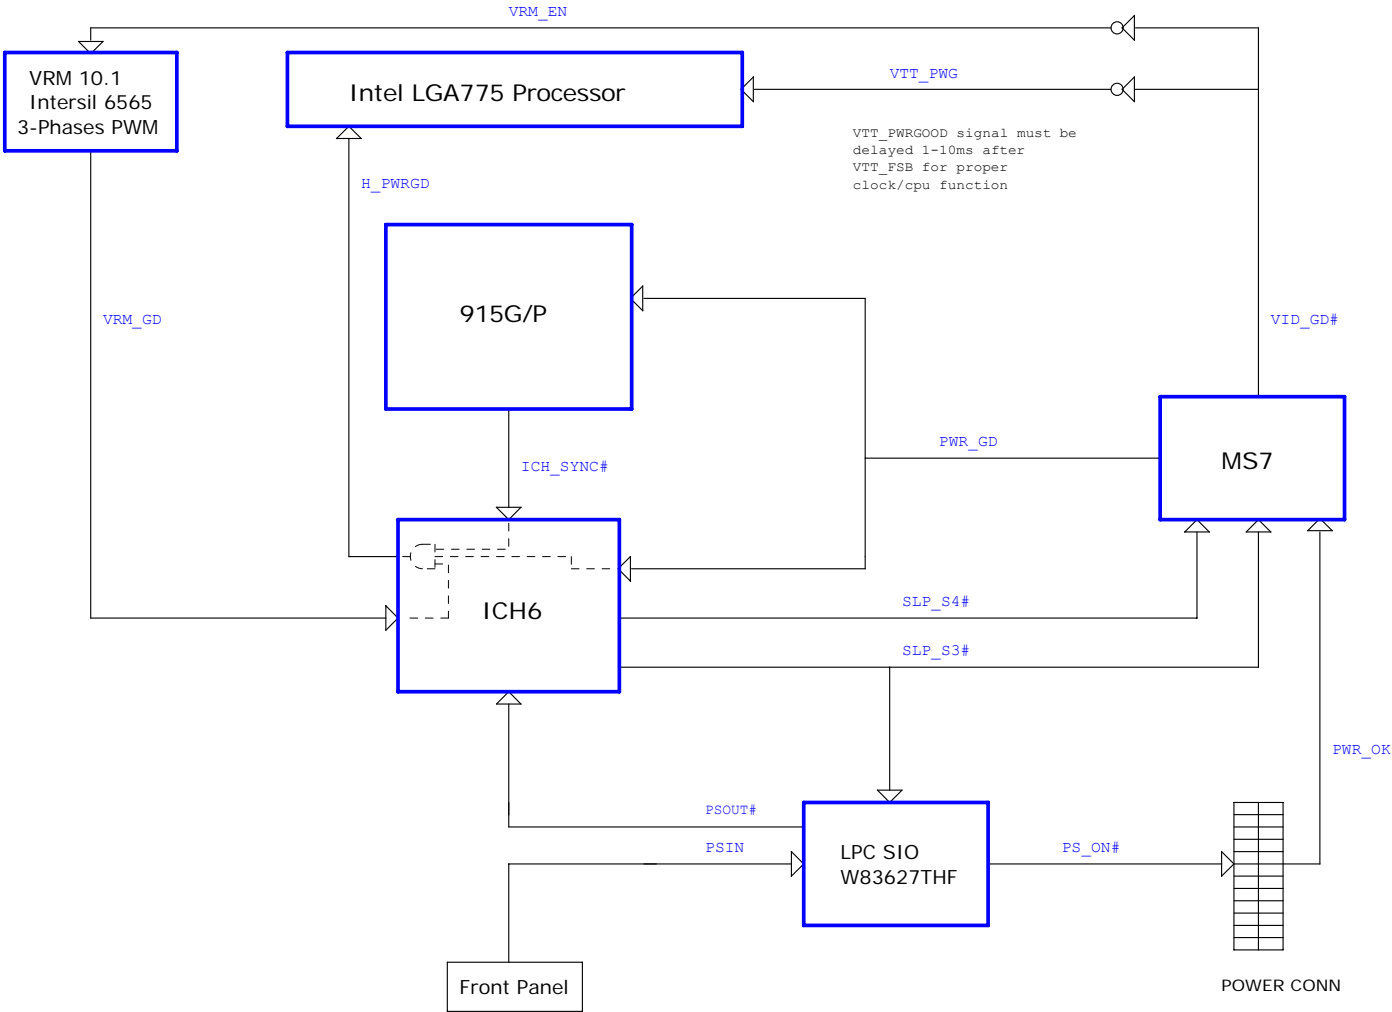 VRM_EN
VRM 10.1
Intersil 6565
3-Phases PWM
Intel LGA775 Processor
VTT_PWG
VTT_PWRGOOD signal must be
delayed 1-10ms after
VTT_FSB for proper
clock/cpu function
H_PWRGD
915G/P
VRM_GD
VID_GD#
PWR_GD
MS7
ICH_SYNC#
ICH6
SLP_S4#
SLP_S3#
PWR_OK
PSOUT#
PSIN
LPC SIO
W83627THF
PS_ON#
Front Panel
POWER CONN